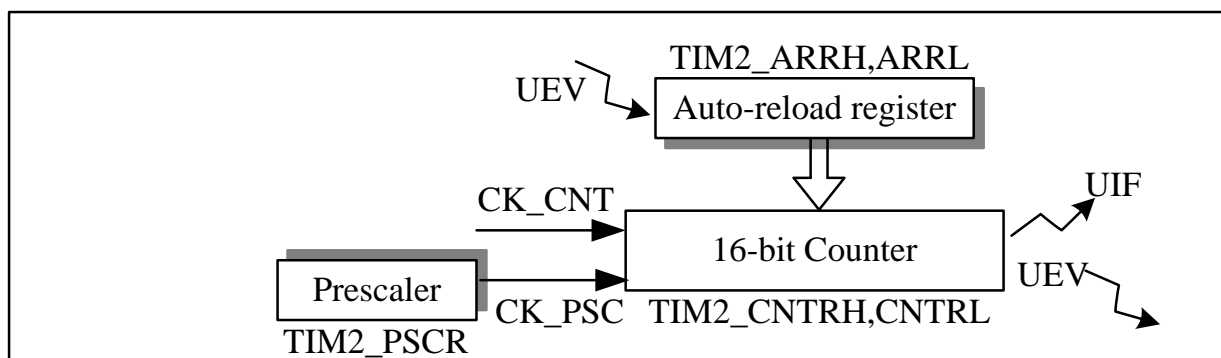 TIM2_ARRH,ARRL
UEV
Auto-reload register
CK_CNT
UIF
16-bit Counter
UEV
Prescaler
CK_PSC
TIM2_CNTRH,CNTRL
TIM2_PSCR